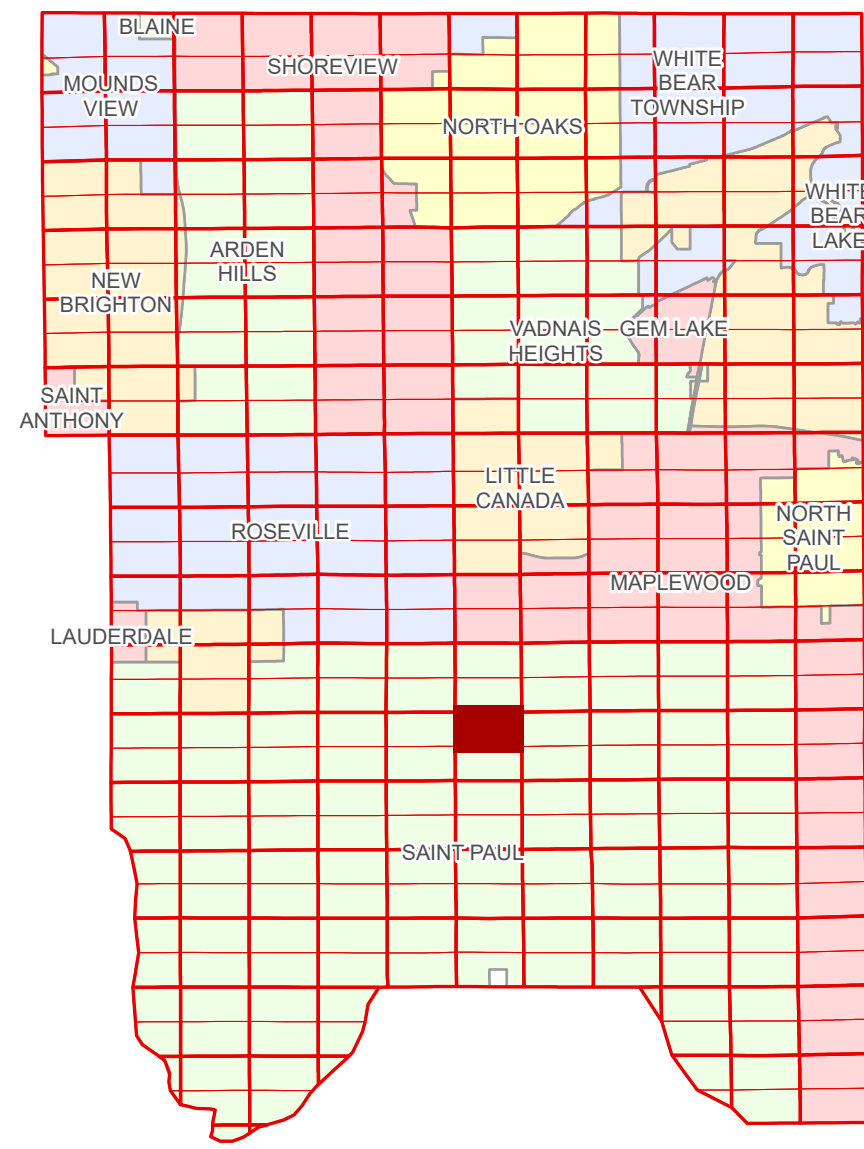 BLAINE
SHOREVIEW
WHITE
BEAR
TOWNSHIP
MOUNDS
VIEW
NORTH OAKS
WHITE
BEAR
LAKE
ARDEN
HILLS
NEW
BRIGHTON
VADNAIS
HEIGHTS
GEM LAKE
SAINT
ANTHONY
LITTLE
CANADA
ROSEVILLE
NORTH
SAINT
PAUL
MAPLEWOOD
LAUDERDALE
SAINT PAUL